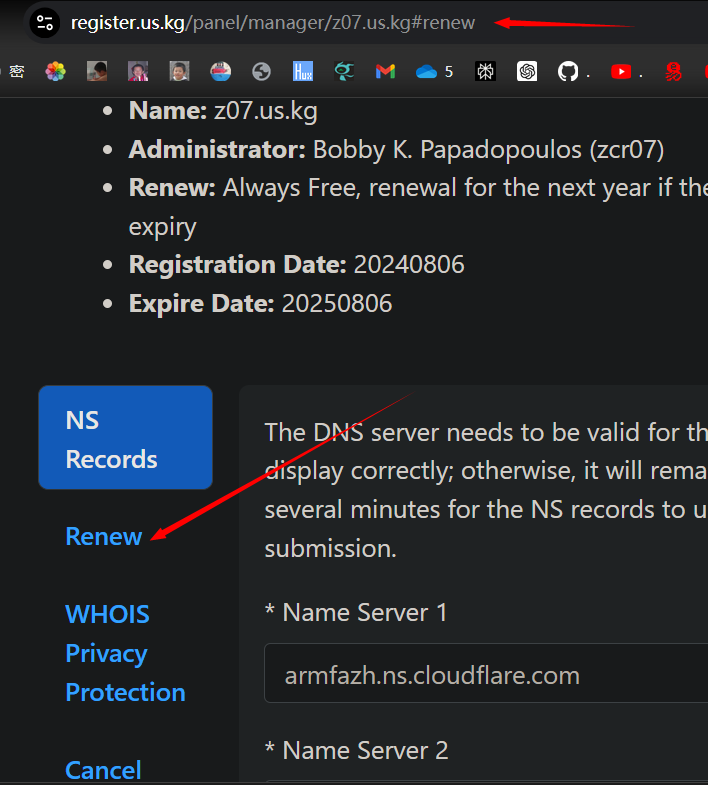 register.us.kg/panel/manager/z07.us.kg#renew
密
Hux
5
.
.
Name: z07.us.kg
Administrator: Bobby K. Papadopoulos (zcr07)
Renew: Always Free, renewal for the next year if the
expiry
Registration Date: 20240806
Expire Date: 20250806
NS
Records
Renew
WHOIS
Privacy
Protection
Cancel
The DNS server needs to be valid for th
display correctly; otherwise, it will rema
several minutes for the NS records to u
submission.
* Name Server 1
armfazh.ns.cloudflare.com
* Name Server 2